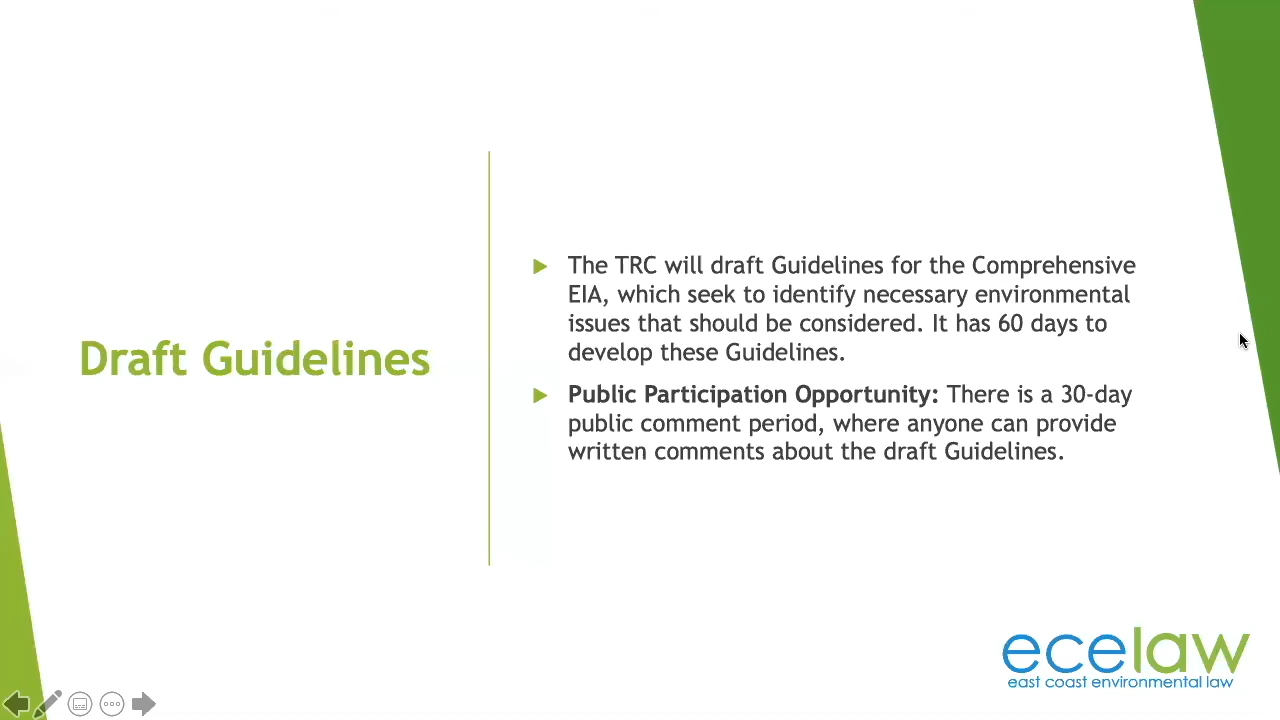 Draft Guidelines
The TRC will draft Guidelines for the Comprehensive
EIA, which seek to identify necessary environmental
issues that should be considered. It has 60 days to
develop these Guidelines.
Public Participation Opportunity: There is a 30-day
public comment period, where anyone can provide
written comments about the draft Guidelines.
ecelaw
east coast environmental law